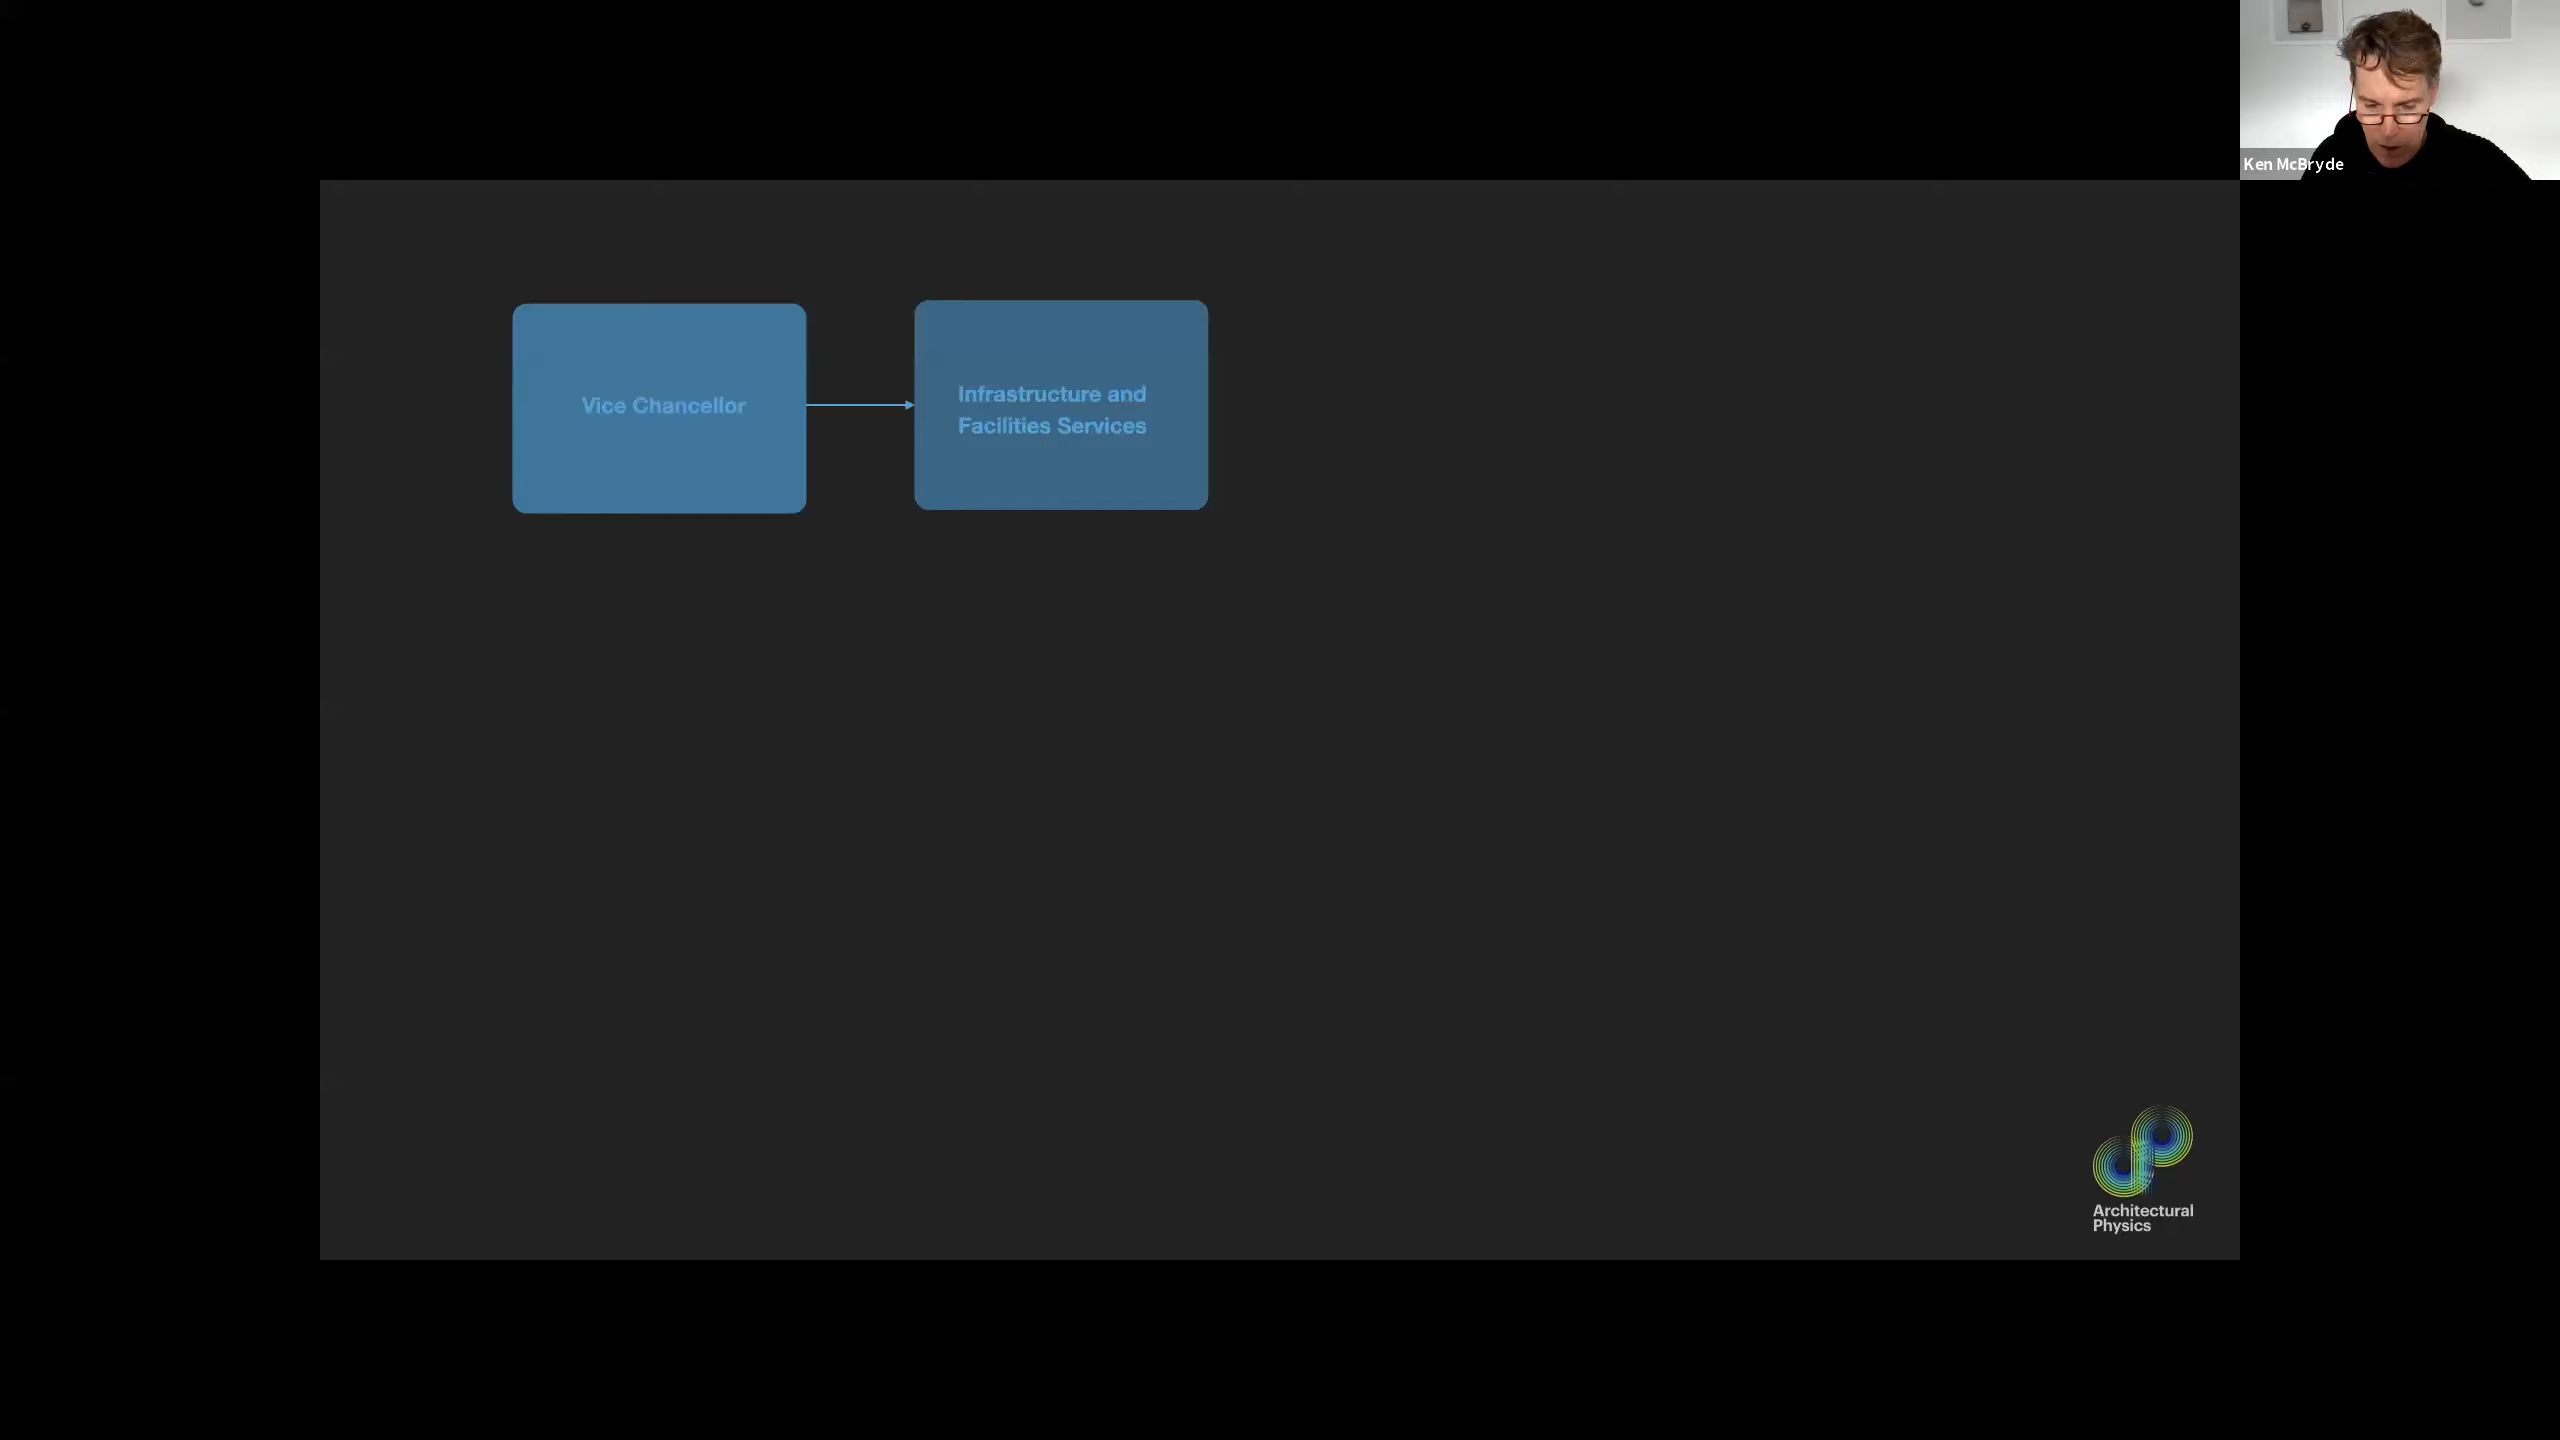 Ken McBryde
Vice Chancellor
Infrastructure and
Facilities Services
Architectural
Physics